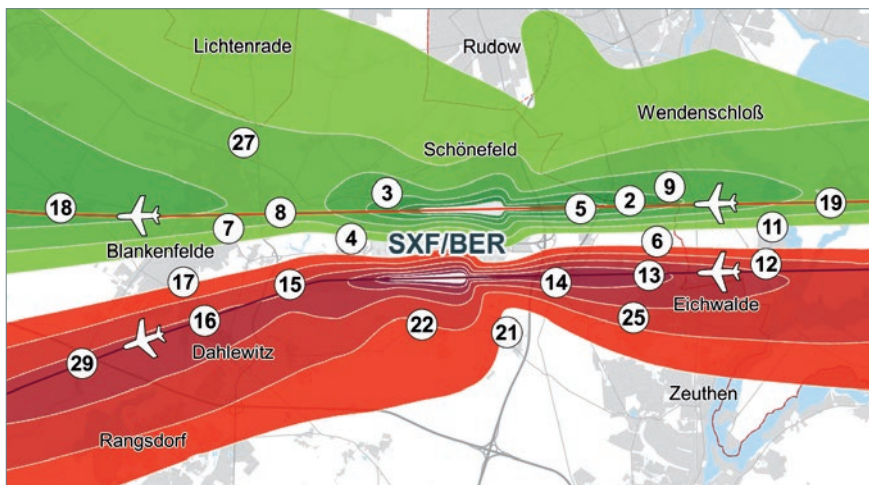 Lichtenrade
Rudow
Wendenschloß
27
Schönefeld
3
9
18
8
5
2
19
7
4
SXF/BER
6
11
Blankenfelde
17
15
14
13
12
16
22
21
25
Eichwalde
29
Dahlewitz
Zeuthen
Rangsdorf